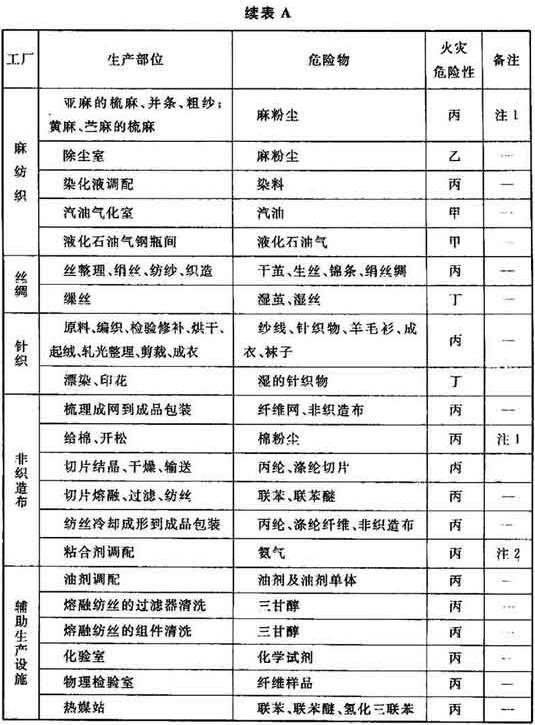 续表 A
工厂 生产部位 危险物 火灾危险性 备注
麻纺织
亚麻的梳麻、并条、粗纱;
黄麻、苎麻的梳麻 麻粉尘 丙 注1
除尘室 麻粉尘 乙 —
染化液调配 染料 丙 —
汽油气化室 汽油 甲 —
液化石油气钢瓶间 液化石油气 甲 —
丝绸
丝整理、绢丝、纺纱、织造 干茧、生丝、锦条、绢丝绸 丙 —
缫丝 湿茧、湿丝 丁 —
针织
原料、编织、检验修补、烘干、 纱线、针织物、羊毛衫、成
起绒、轧光整理、剪裁、成衣 衣、袜子 丙 —
漂染、印花 湿的针织物 丁
非织造布
梳理成网到成品包装 纤维网、非织造布 丙 —
给棉、开松 棉粉尘 丙 注1
切片结晶、干燥、输送 丙纶、涤纶切片 丙
切片熔融、过滤、纺丝 联苯、联苯醚 丙 —
纺丝冷却成形到成品包装 丙纶、涤纶纤维、非织造布 丙 —
粘合剂调配 氨气 丙 注2
辅助生产设施
油剂调配 油剂及油剂单体 丙 —
熔融纺丝的过滤器清洗 三甘醇 丙 —
熔融纺丝的组件清洗 三甘醇 丙 —
化验室 化学试剂 丙 —
物理检验室 纤维样品 丙 —
热媒站 联苯、联苯醚、氢化三联苯 丙 —